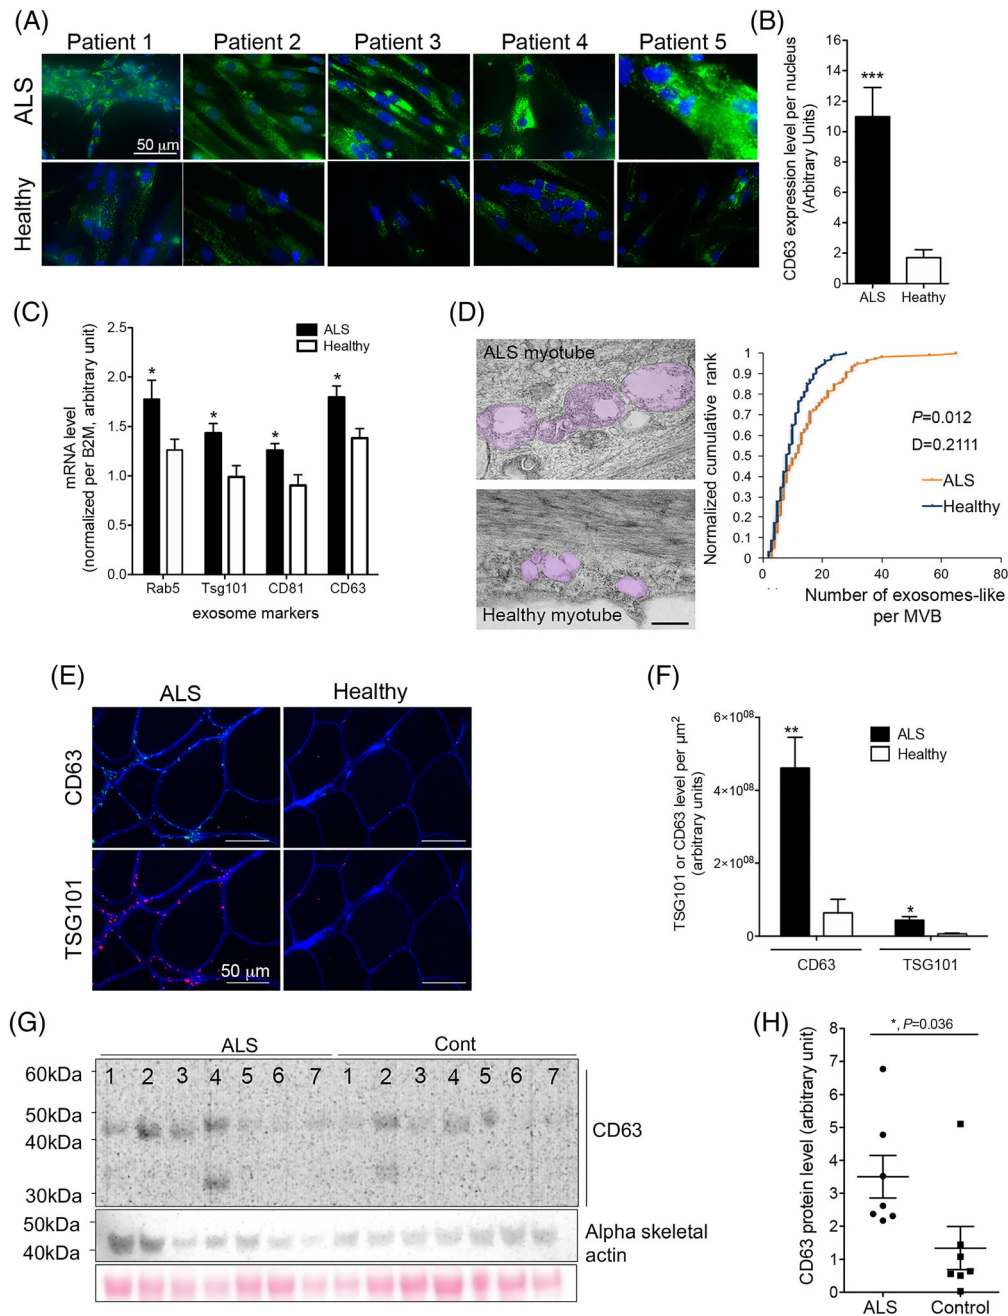 (A)
Patient 1 Patient 2 Patient 3 Patient 4 Patient 5
ALS
50 μm
Healthy
(B)
CD63 expression level per nucleus
(Arbitrary Units)
16
14
12
10
8
6
4
2
0
***
ALS Heathy
(C)
mRNA level
(normalized per B2M, arbitrary unit)
2.5
2.0
1.5
1.0
0.5
0.0
ALS
Healthy
* * * *
Rab5 Tsg101 CD81 CD63
exosome markers
(D)
ALS myotube
Healthy myotube
Normalized cumulative rank
1
0.9
0.8
0.7
0.6
0.5
0.4
0.3
0.2
0.1
0
P=0.012
D=0.2111
ALS
Healthy
0 20 40 60 80
Number of exosomes-like
per MVB
(E)
ALS Healthy
CD63
TSG101
50 μm
(F)
TSG101 or CD63 level per μm²
(arbitrary units)
6×10⁰⁸
4×10⁰⁸
2×10⁰⁸
0
ALS
Healthy
**
*
CD63 TSG101
(G)
ALS Cont
1 2 3 4 5 6 7 1 2 3 4 5 6 7
60kDa
50kDa
40kDa
30kDa
CD63
50kDa
40kDa
Alpha skeletal
actin
(H)
CD63 protein level (arbitrary unit)
8
7
6
5
4
3
2
1
0
*, P=0.036
ALS Control